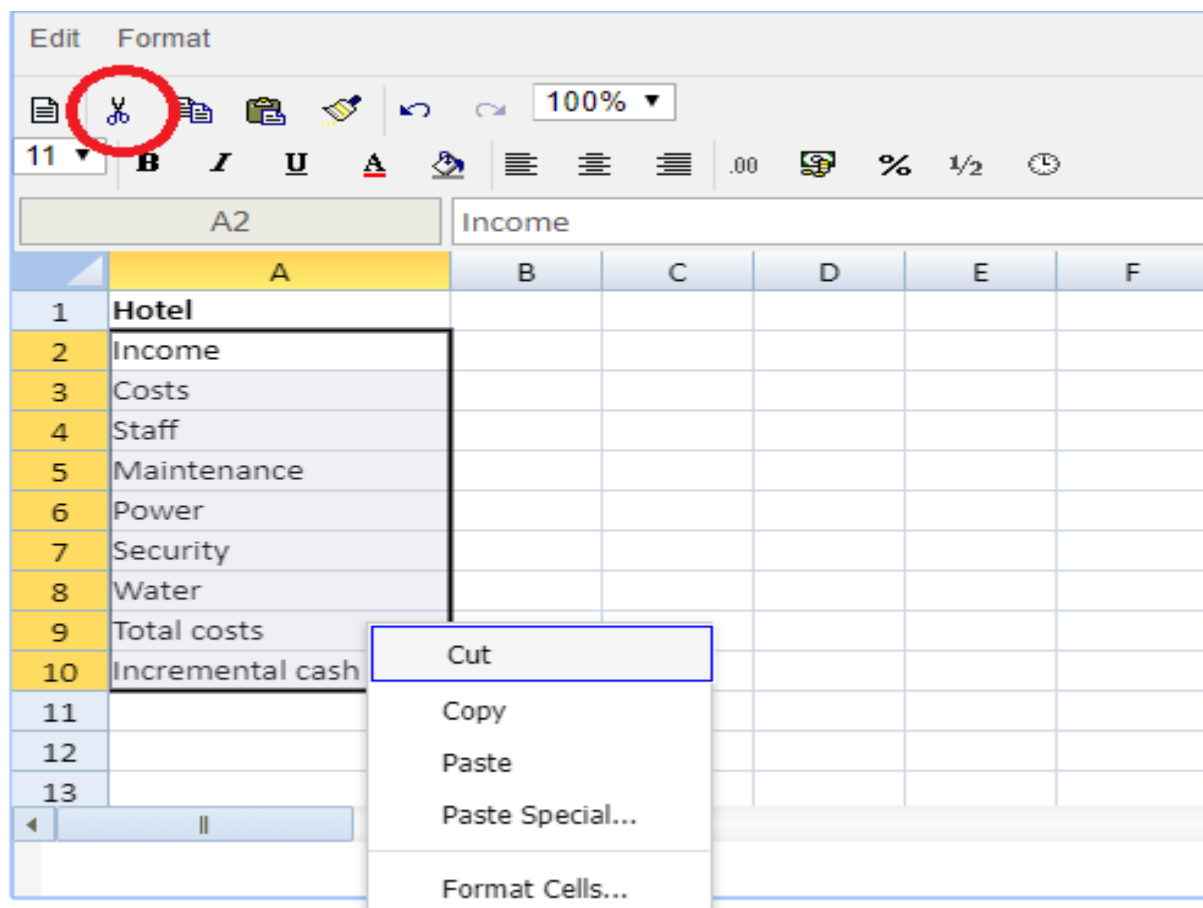 Edit Format
100% ▼
11 ▼ B I U A .00 % 1/2
A2 Income
A B C D E F
1 Hotel
2 Income
3 Costs
4 Staff
5 Maintenance
6 Power
7 Security
8 Water
9 Total costs
10 Incremental cash
Cut
11
Copy
12
Paste
13
Paste Special...
Format Cells...